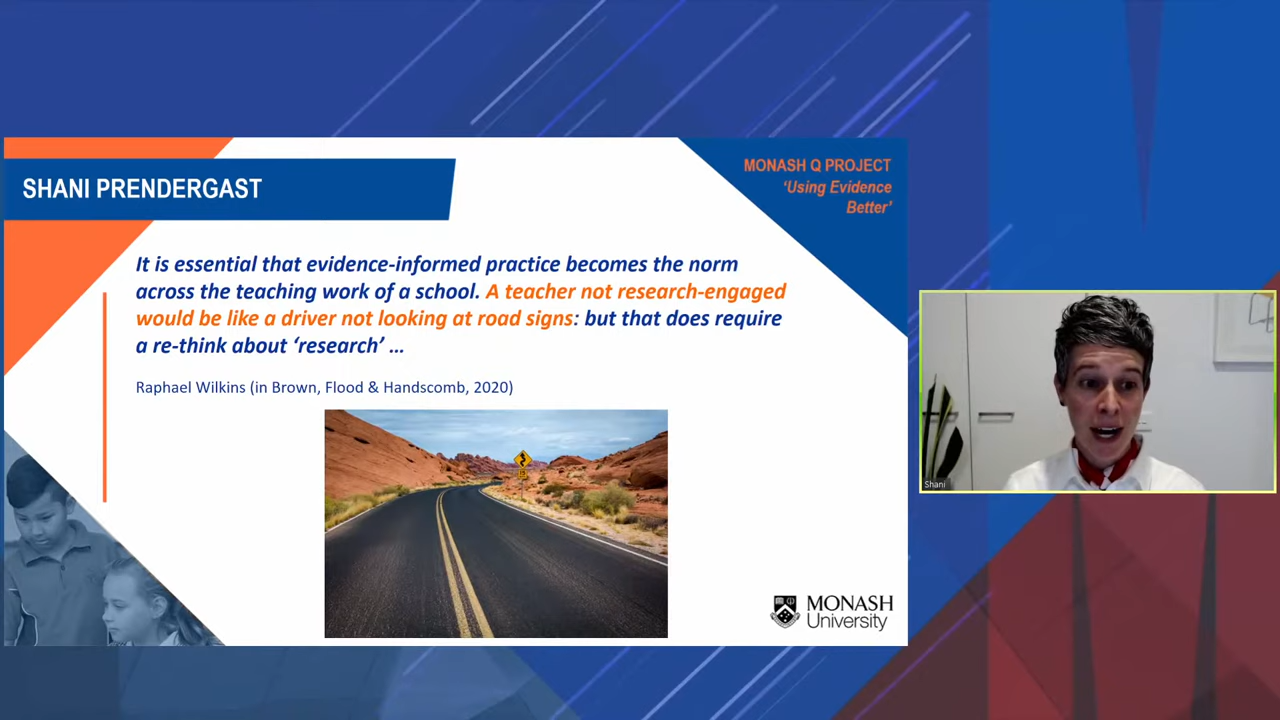 SHANI PRENDERGAST
MONASH Q PROJECT
‘Using Evidence
Better’
It is essential that evidence-informed practice becomes the norm
across the teaching work of a school. A teacher not research-engaged
would be like a driver not looking at road signs: but that does require
a re-think about ‘research’ …
Raphael Wilkins (in Brown, Flood & Handscomb, 2020)
MONASH
University
Shani